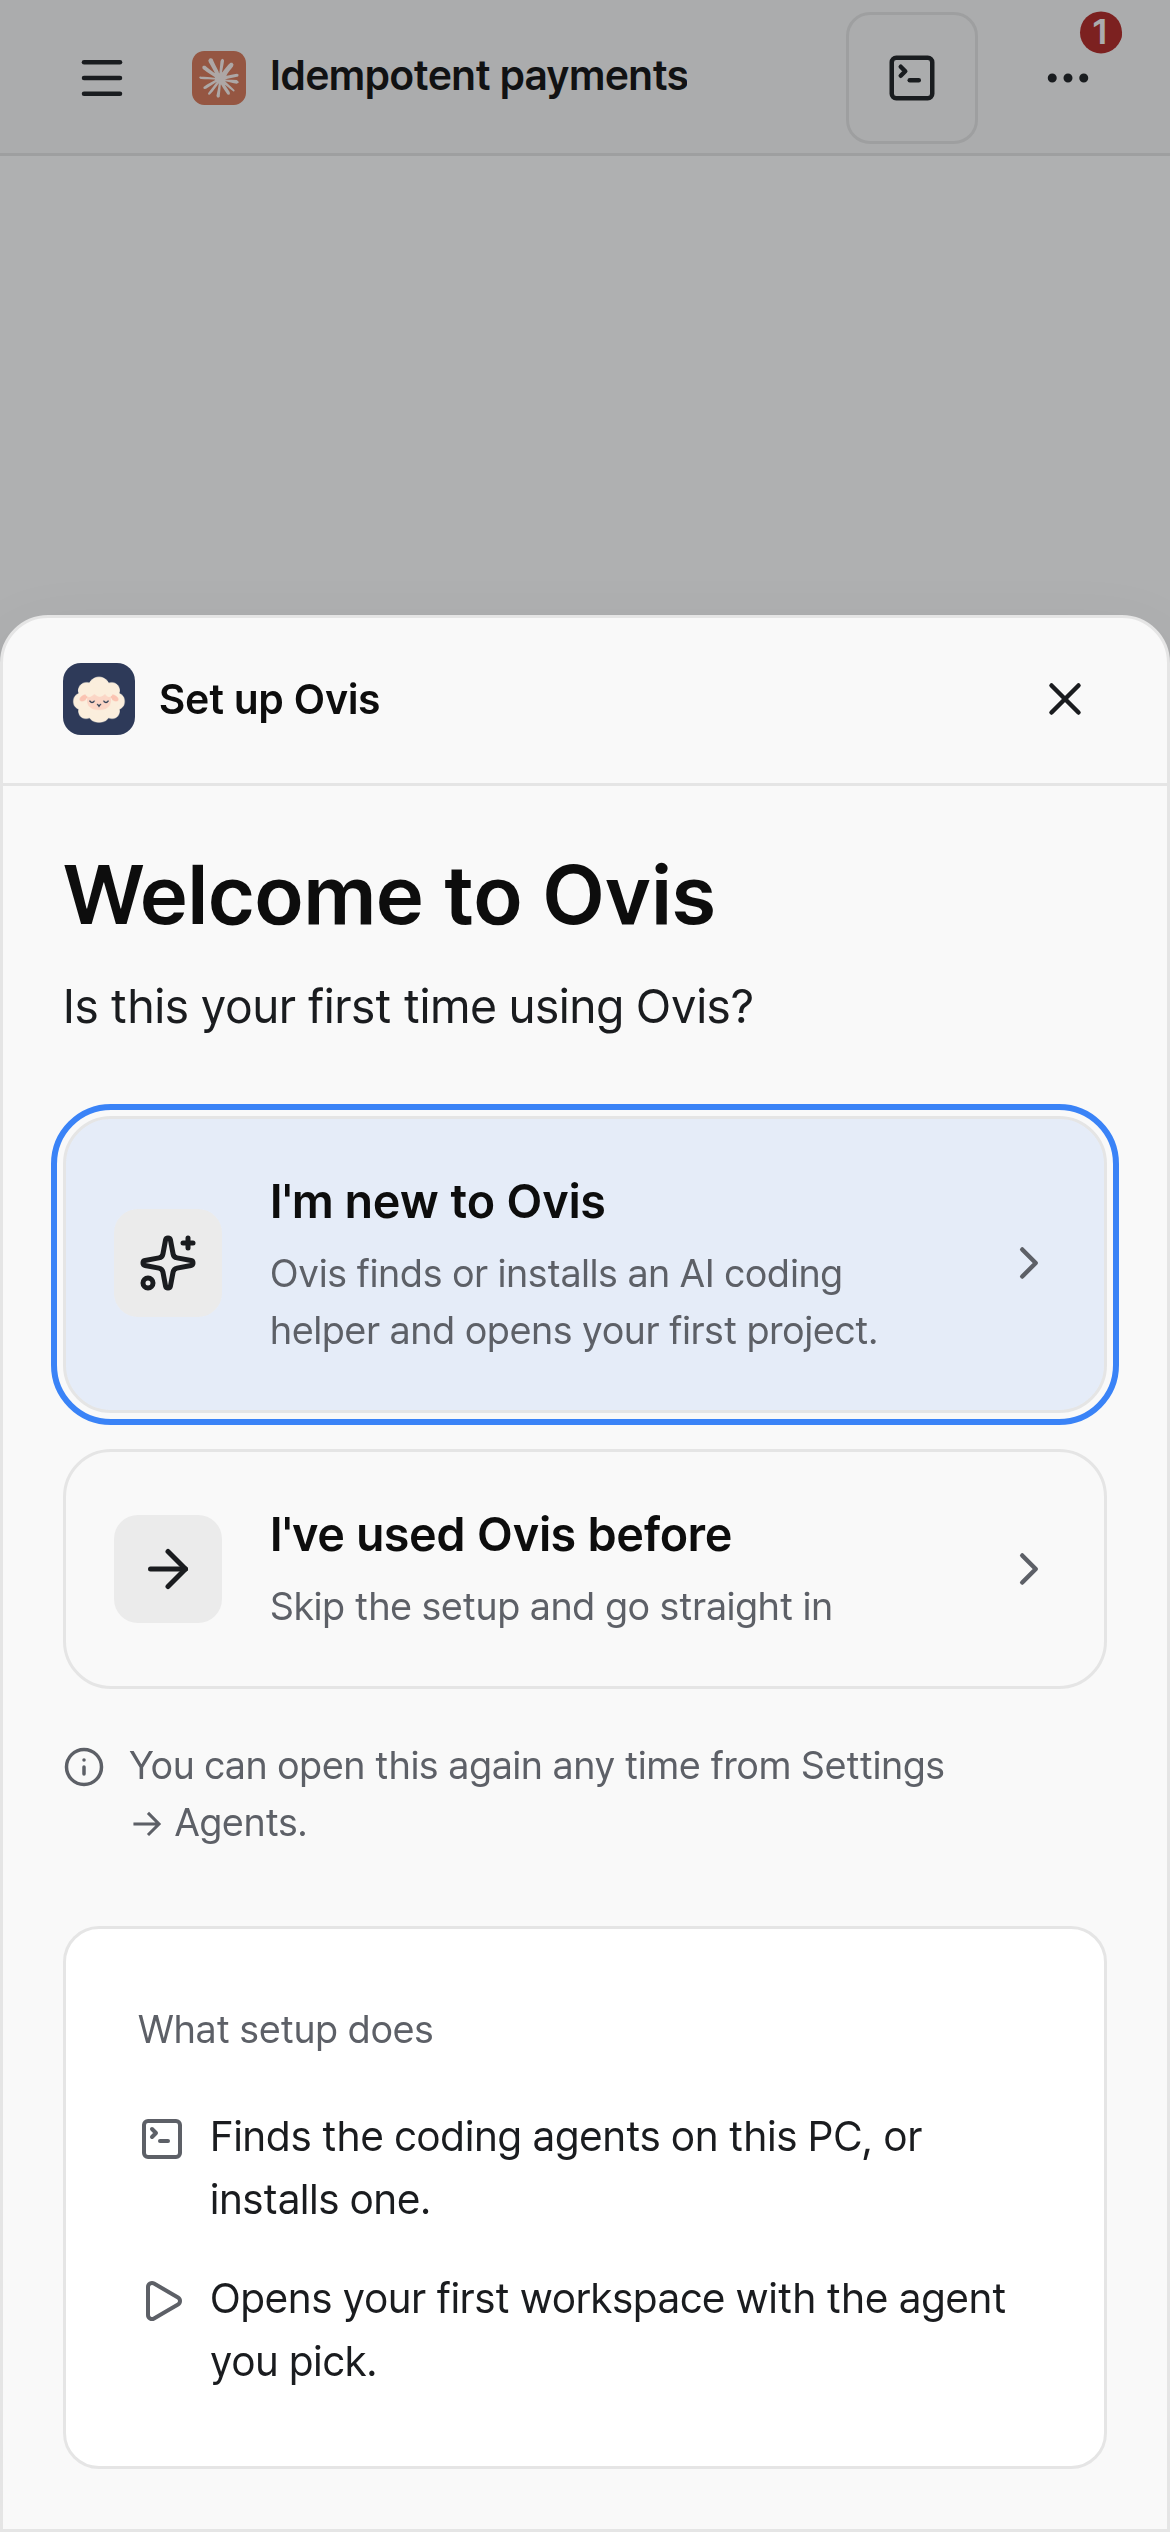 Idempotent payments
1
Set up Ovis
Welcome to Ovis
Is this your first time using Ovis?
I'm new to Ovis
Ovis finds or installs an AI coding
helper and opens your first project.
I've used Ovis before
Skip the setup and go straight in
You can open this again any time from Settings
→ Agents.
What setup does
Finds the coding agents on this PC, or
installs one.
Opens your first workspace with the agent
you pick.